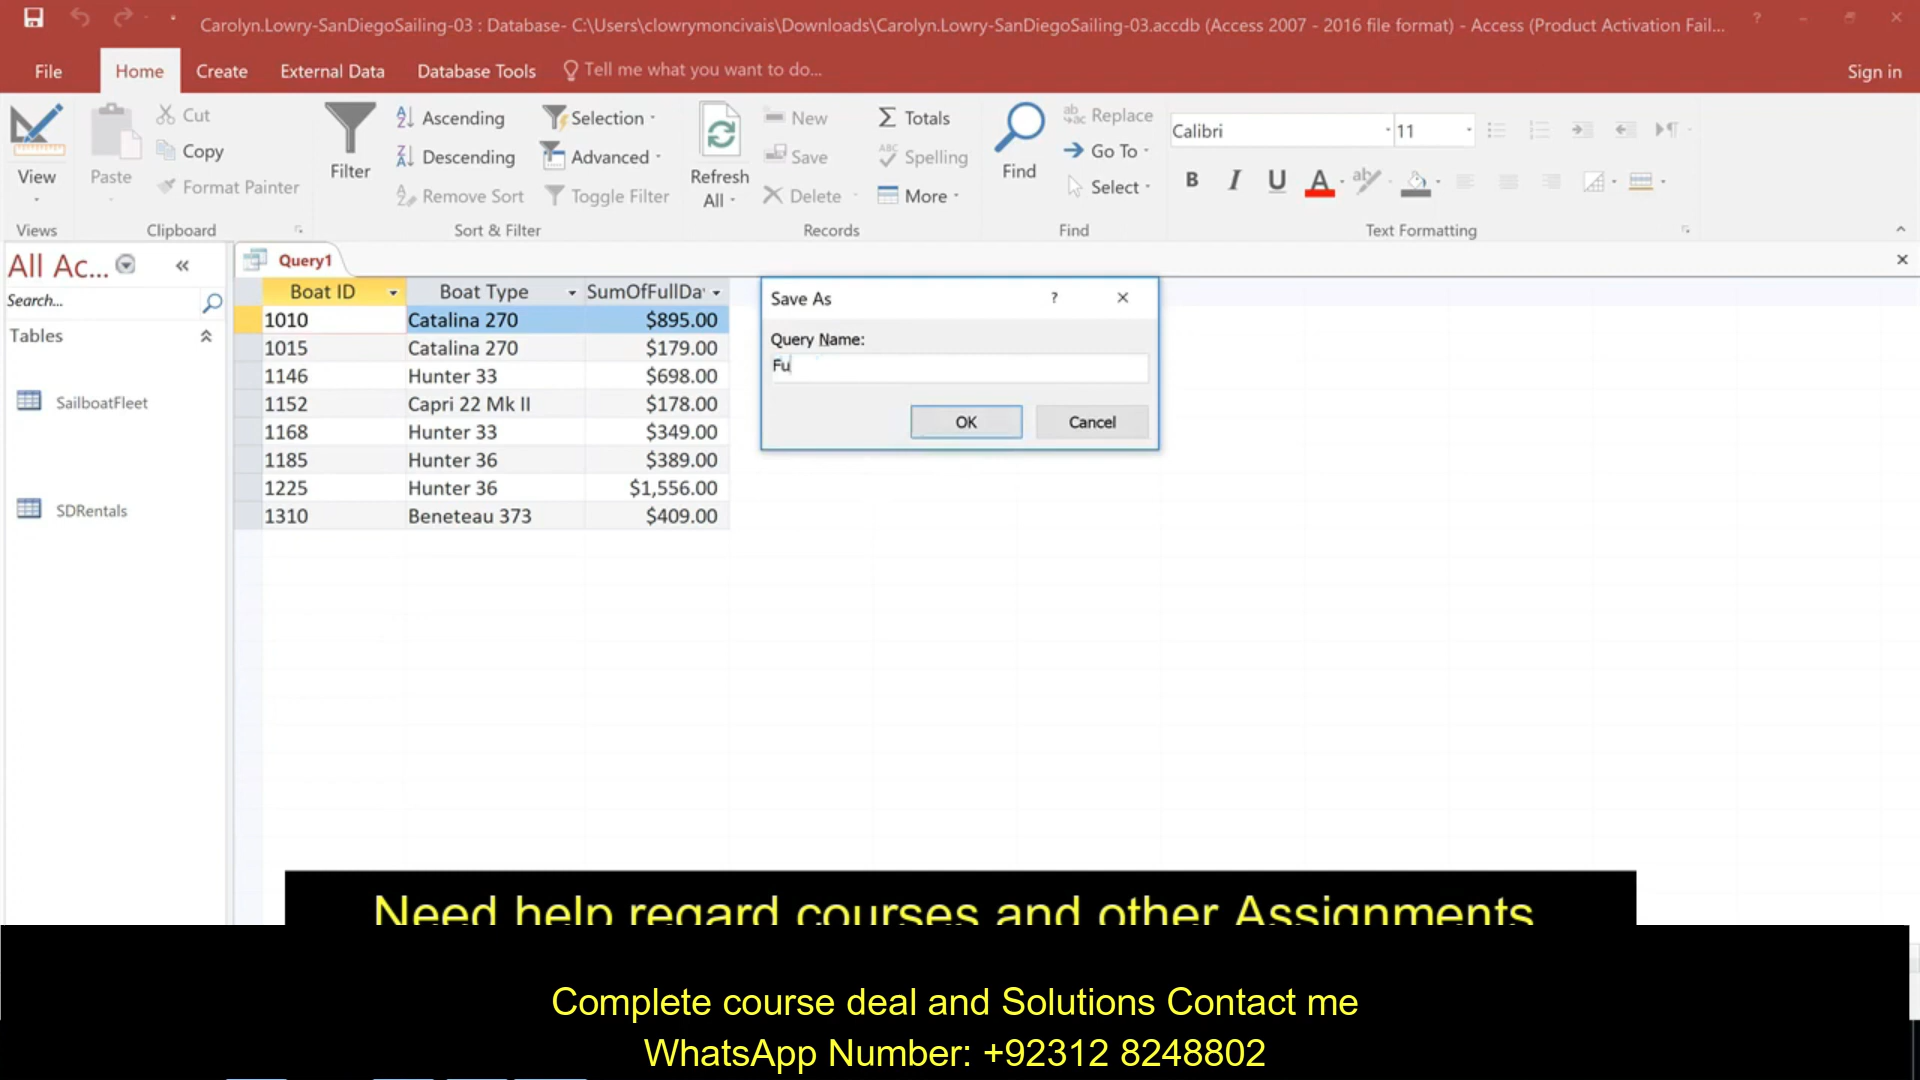 Carolyn.Lowry-SanDiegoSailing-03 : Database- C:\Users\clowrymoncivais\Downloads\Carolyn.Lowry-SanDiegoSailing-03.accdb (Access 2007 - 2016 file format) - Access (Product Activation Fail...
File Home Create External Data Database Tools Tell me what you want to do... Sign in
View
Views
Paste
Cut
Copy
Format Painter
Clipboard
Filter
Ascending
Descending
Remove Sort
Selection
Advanced
Toggle Filter
Sort & Filter
Refresh
All
New
Save
Delete
Totals
Spelling
More
Records
Find
Replace
Go To
Select
Find
Calibri 11
B I U A
Text Formatting
All Ac...
Search...
Tables
SailboatFleet
SDRentals
Query1
Boat ID Boat Type SumOfFullDa
1010 Catalina 270 $895.00
1015 Catalina 270 $179.00
1146 Hunter 33 $698.00
1152 Capri 22 Mk II $178.00
1168 Hunter 33 $349.00
1185 Hunter 36 $389.00
1225 Hunter 36 $1,556.00
1310 Beneteau 373 $409.00
Save As ?
Query Name:
Fu
OK Cancel
Need help regard courses and other Assignments
Complete course deal and Solutions Contact me
WhatsApp Number: +92312 8248802